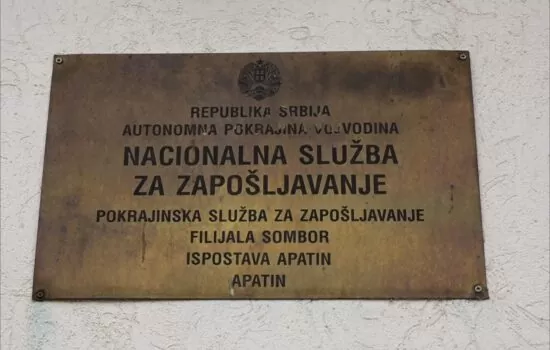 REPUBLIKA SRBIJA
AUTONOMNA POKRAJINA VOJVODINA
NACIONALNA SLUŽBA
ZA ZAPOŠLJAVANJE
POKRAJINSKA SLUŽBA ZA ZAPOŠLJAVANJE
FILIJALA SOMBOR
ISPOSTAVA APATIN
APATIN